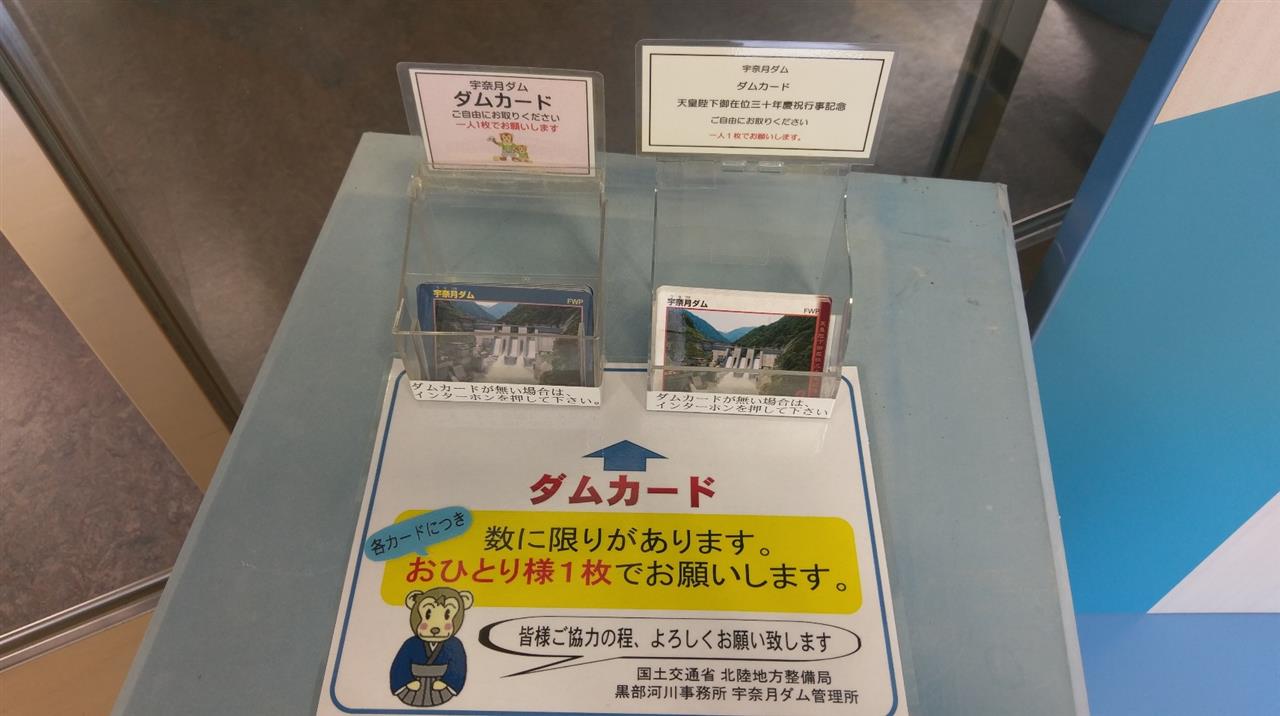 宇奈月ダム
ダムカード
ご自由にお取りください
一人1枚でお願いします
宇奈月ダム
ダムカード
天皇陛下御在位三十年慶祝行事記念
ご自由にお取りください
一人1枚でお願いします。
宇奈月ダム
FWP
宇奈月ダム
FWP
ダムカードが無い場合は、
インターホンを押して下さい。
ダムカードが無い場合は、
インターホンを押して下さい
ダムカード
各カードにつき
数に限りがあります。
おひとり様1枚でお願いします。
皆様ご協力の程、よろしくお願い致します
国土交通省 北陸地方整備局
黒部河川事務所 宇奈月ダム管理所